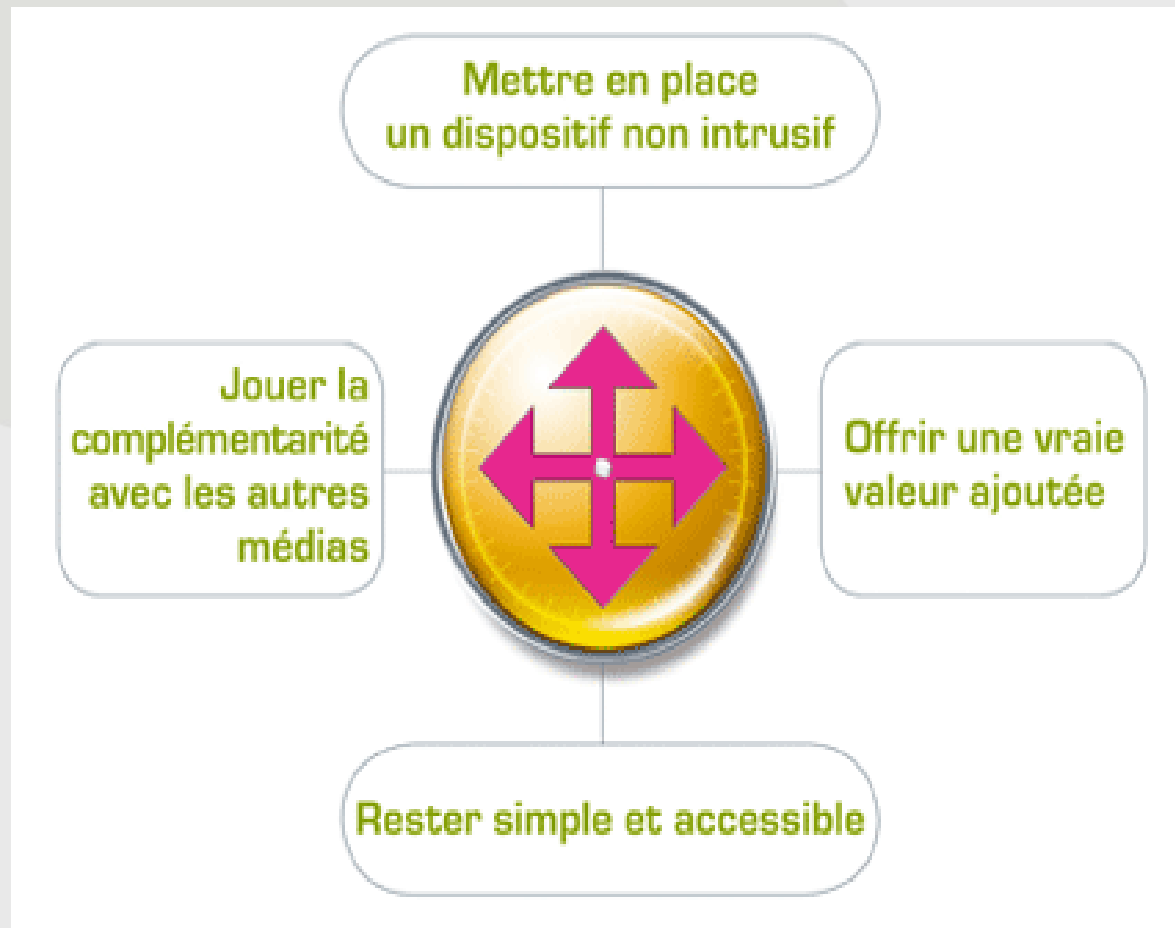 Mettre en place
un dispositif non intrusif
Jouer la
complémentarité
avec les autres
médias
Offrir une vraie
valeur ajoutée
Rester simple et accessible